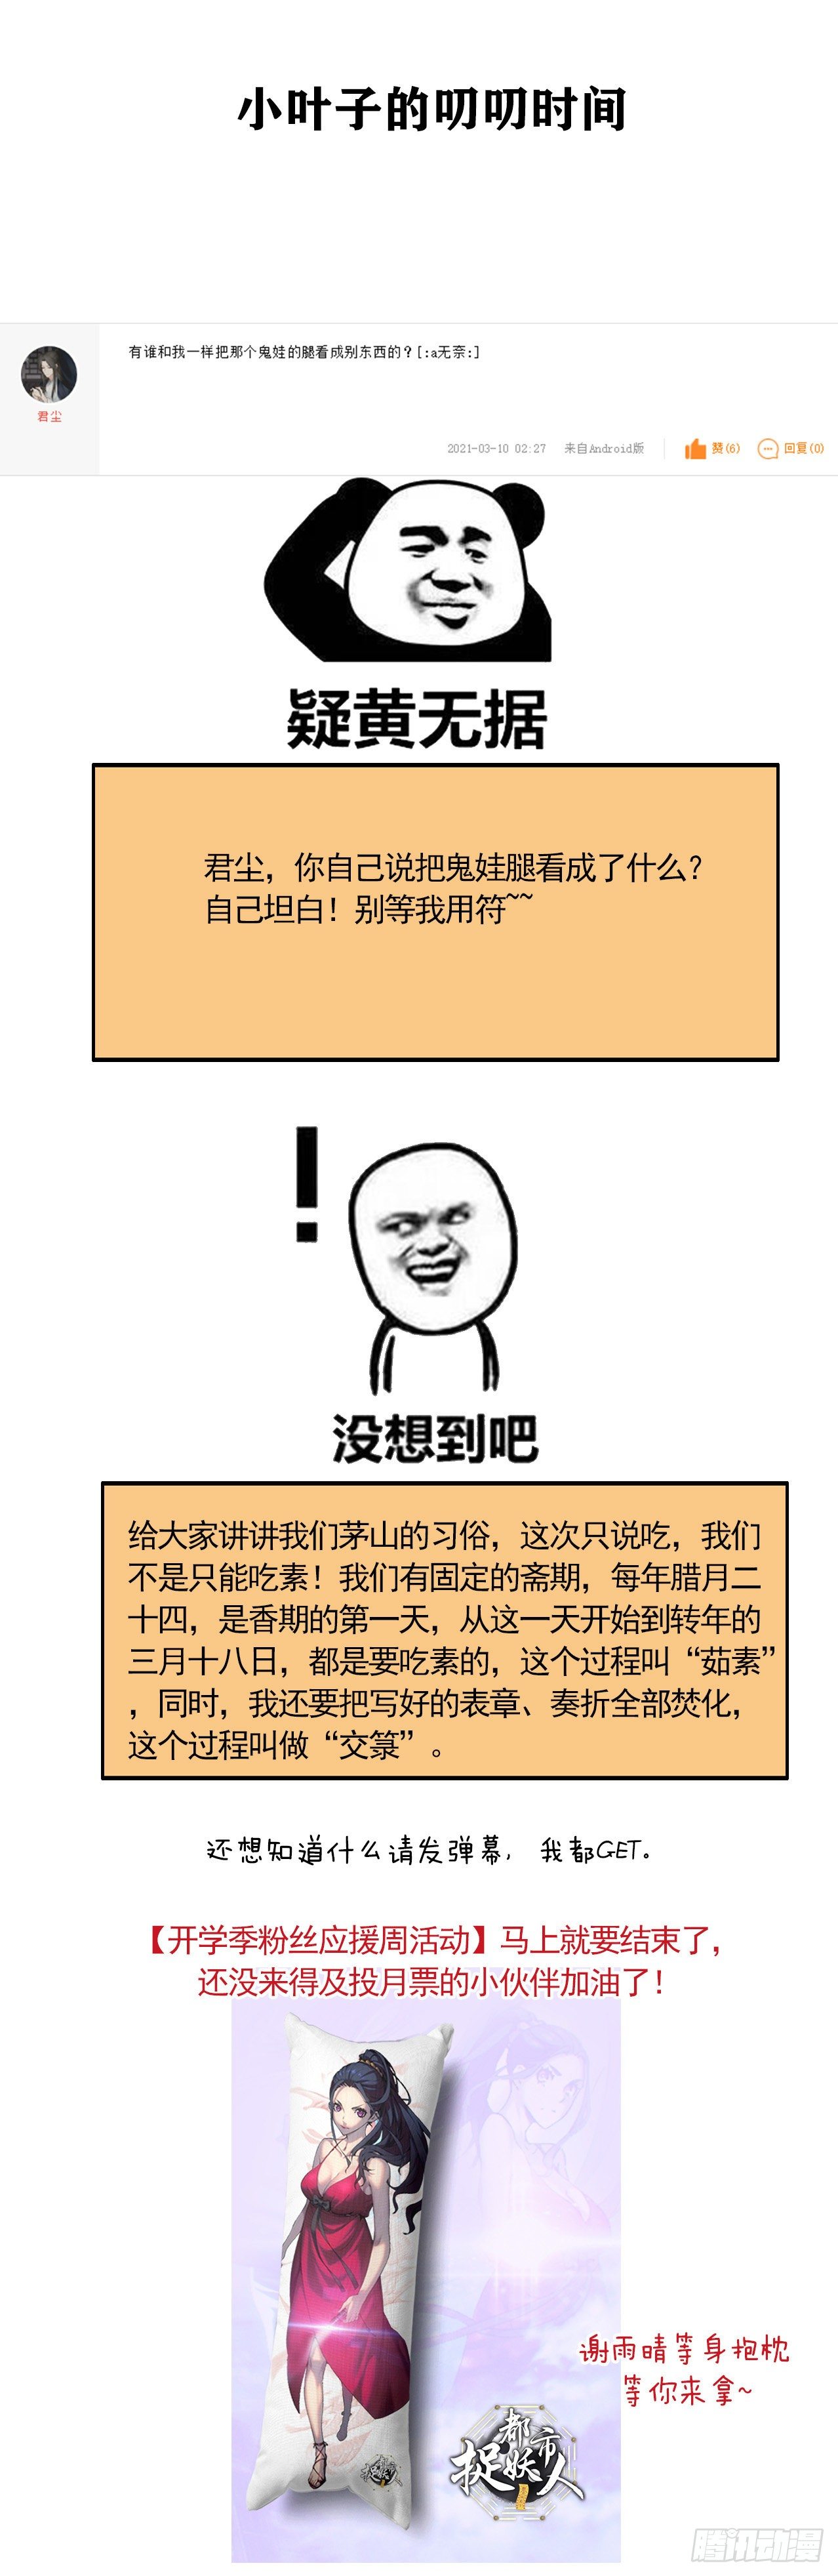 小叶子的叨叨时间
有谁和我一样把那个鬼娃的腿看成别东西的？[:a无奈:]
君尘
2021-03-10 02:27 来自Android版 赞(6) 回复(0)
疑黄无据
君尘，你自己说把鬼娃腿看成了什么？
自己坦白！别等我用符~~
!
没想到吧
给大家讲讲我们茅山的习俗，这次只说吃，我们
不是只能吃素！我们有固定的斋期，每年腊月二
十四，是香期的第一天，从这一天开始到转年的
三月十八日，都是要吃素的，这个过程叫“茹素”
，同时，我还要把写好的表章、奏折全部焚化，
这个过程叫做“交箓”。
还想知道什么请发弹幕，我都GET。
【开学季粉丝应援周活动】马上就要结束了，
还没来得及投月票的小伙伴加油了！
谢雨晴等身抱枕
等你来拿~
都市捉妖人
腾讯动漫